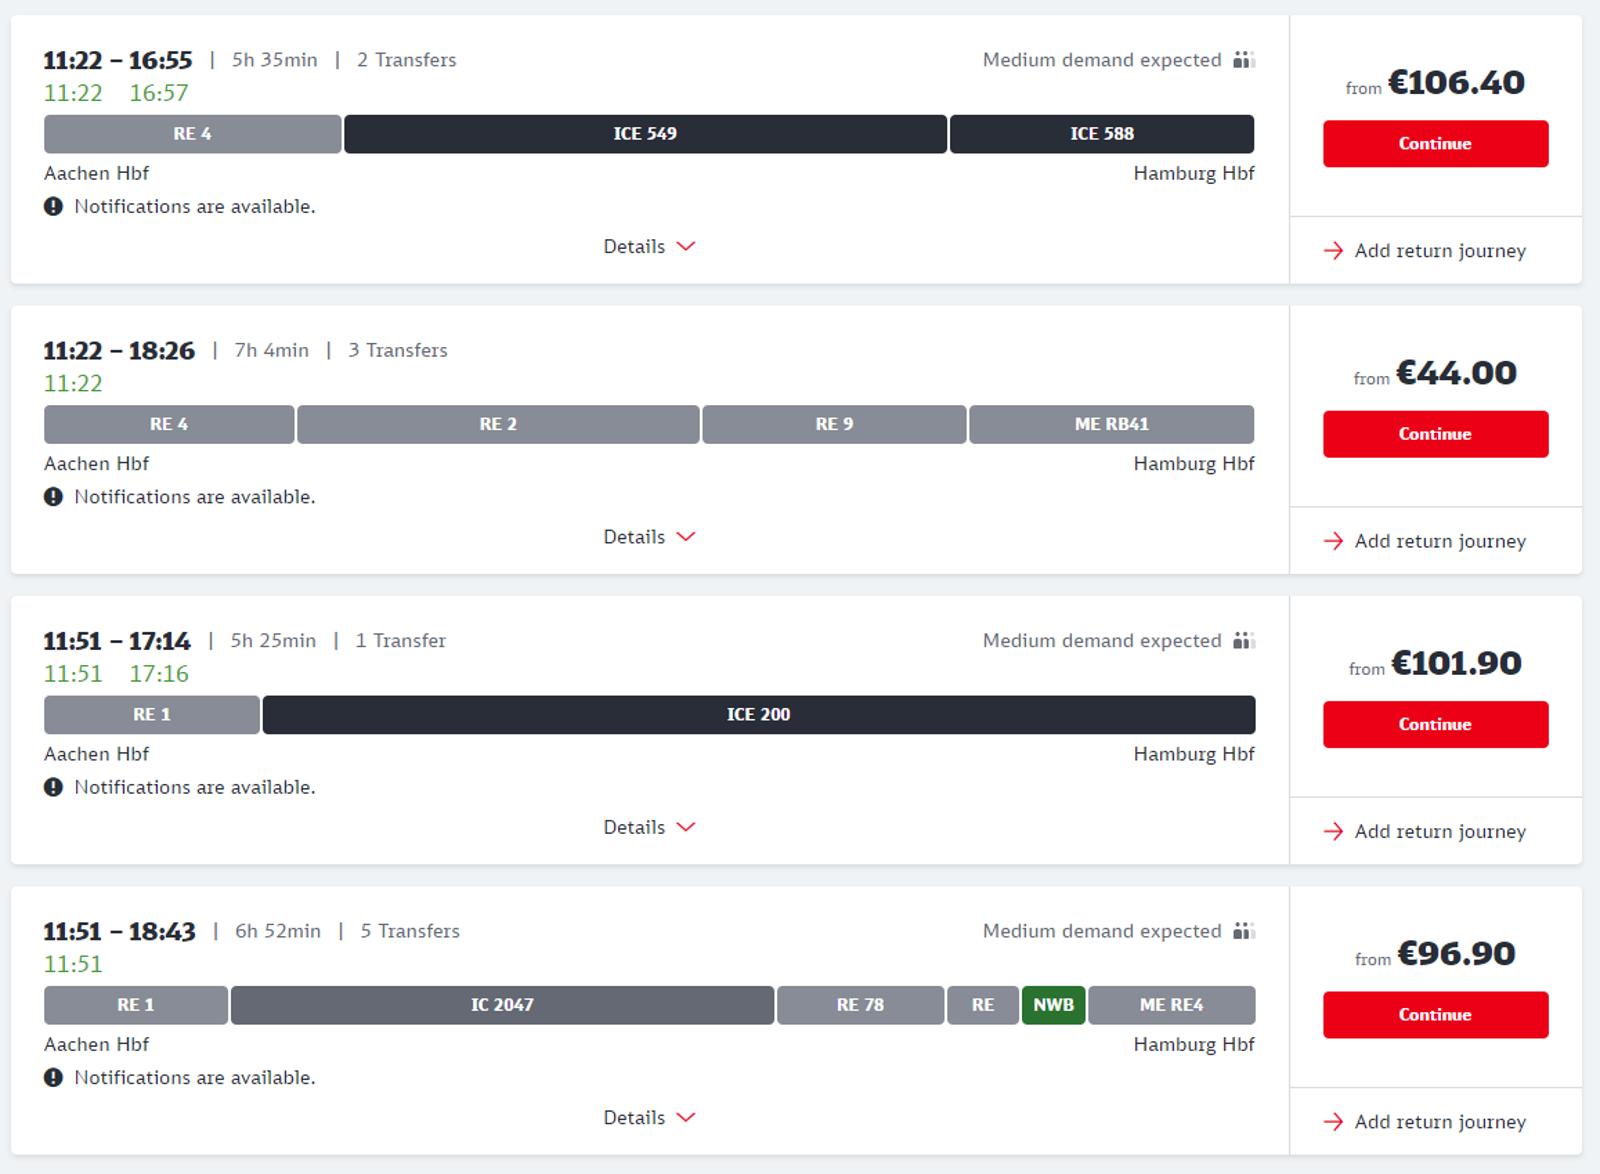 11:22 – 16:55 | 5h 35min | 2 Transfers Medium demand expected
11:22 16:57
RE 4 ICE 549 ICE 588
Aachen Hbf Hamburg Hbf
Notifications are available.
Details
from €106.40
Continue
Add return journey
11:22 – 18:26 | 7h 4min | 3 Transfers
11:22
RE 4 RE 2 RE 9 ME RB41
Aachen Hbf Hamburg Hbf
Notifications are available.
Details
from €44.00
Continue
Add return journey
11:51 – 17:14 | 5h 25min | 1 Transfer Medium demand expected
11:51 17:16
RE 1 ICE 200
Aachen Hbf Hamburg Hbf
Notifications are available.
Details
from €101.90
Continue
Add return journey
11:51 – 18:43 | 6h 52min | 5 Transfers Medium demand expected
11:51
RE 1 IC 2047 RE 78 RE NWB ME RE4
Aachen Hbf Hamburg Hbf
Notifications are available.
Details
from €96.90
Continue
Add return journey